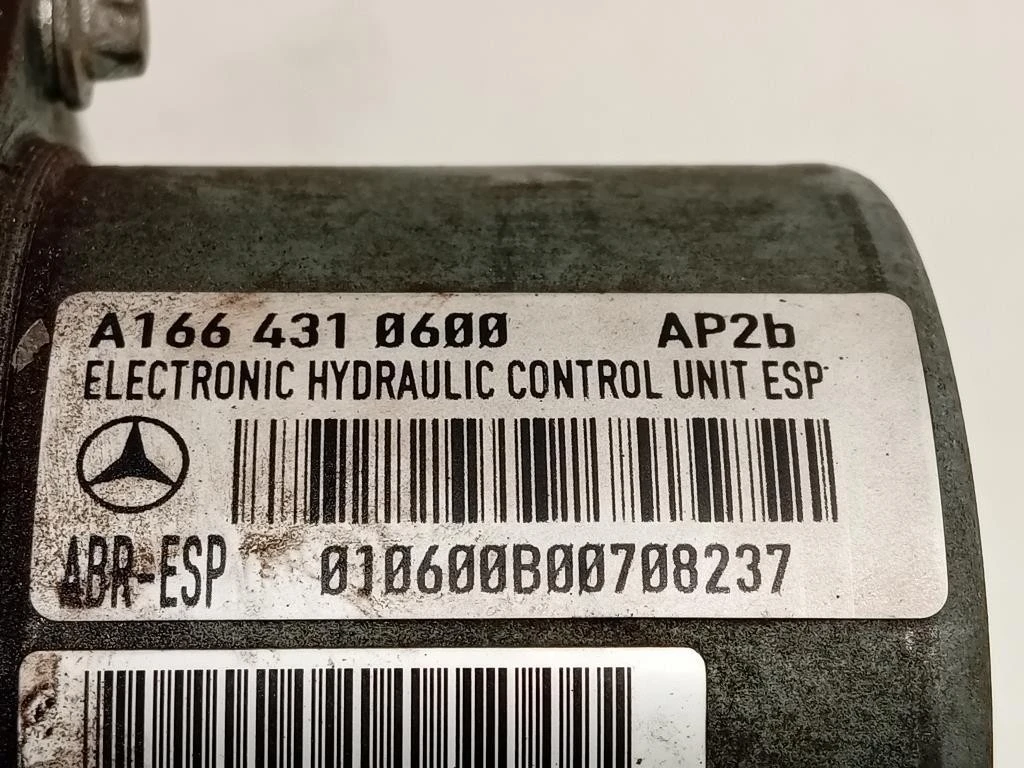 A166 431 0600 AP2b
ELECTRONIC HYDRAULIC CONTROL UNIT ESP
ABR-ESP 010600B00708237